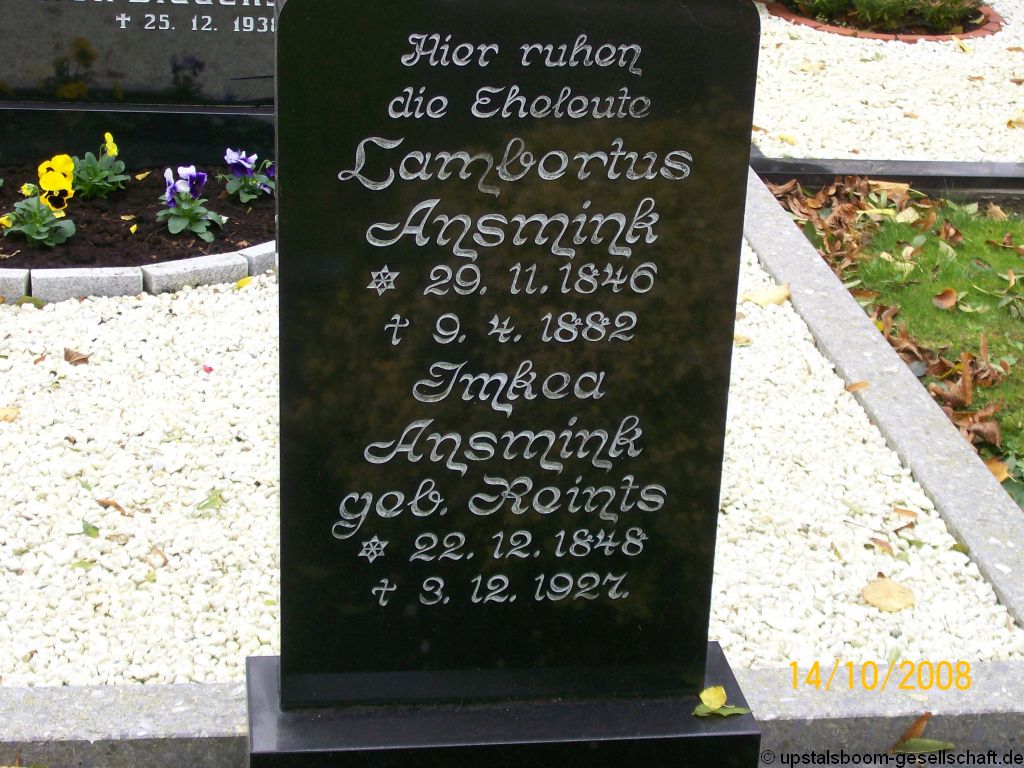 ✝ 25. 12. 1938
Hier ruhen
die Eheleute
Lambertus
Ansmink
✡ 29. 11. 1846
✝ 9. 4. 1882
Imkea
Ansmink
geb. Reints
✡ 22. 12. 1848
✝ 3. 12. 1927.
14/10/2008
© upstalsboom-gesellschaft.de